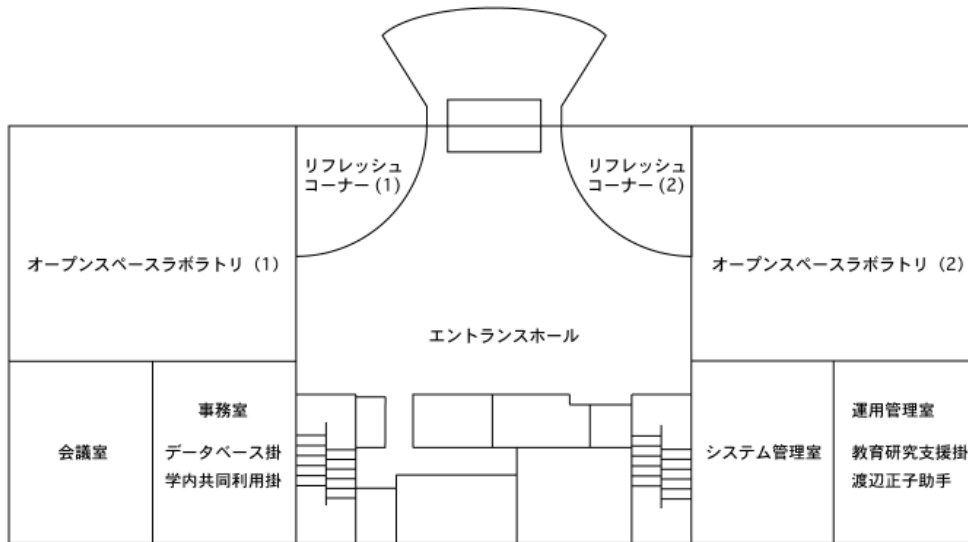 リフレッシュ
コーナー (1)
リフレッシュ
コーナー (2)
オープンスペースラボラトリ（1）
オープンスペースラボラトリ（2）
エントランスホール
会議室
事務室
データベース掛
学内共同利用掛
システム管理室
運用管理室
教育研究支援掛
渡辺正子助手